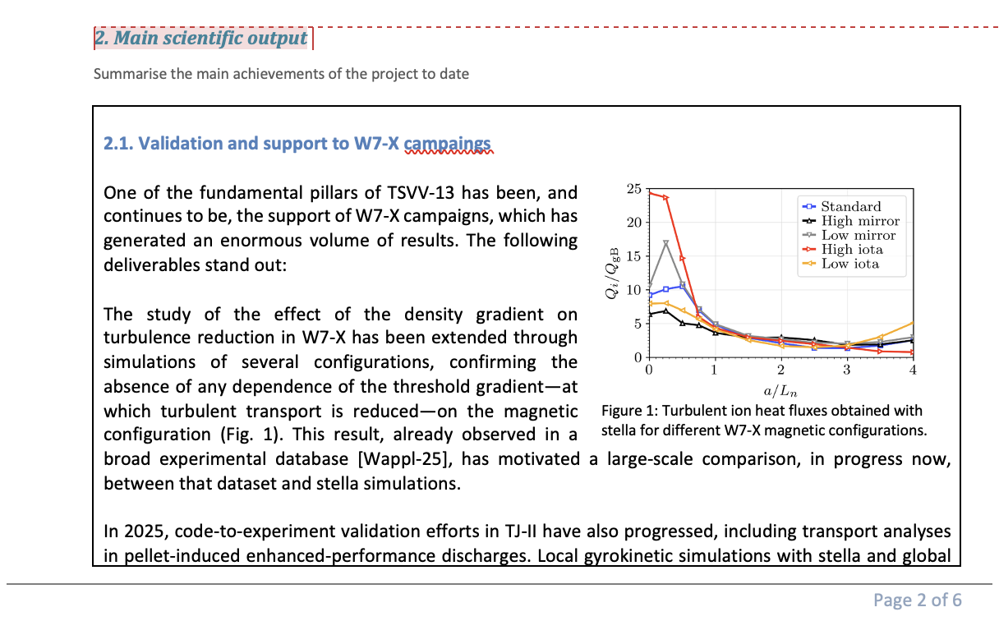 2. Main scientific output
Summarise the main achievements of the project to date
2.1. Validation and support to W7-X campaings
One of the fundamental pillars of TSVV-13 has been, and
continues to be, the support of W7-X campaigns, which has
generated an enormous volume of results. The following
deliverables stand out:
The study of the effect of the density gradient on
turbulence reduction in W7-X has been extended through
simulations of several configurations, confirming the
absence of any dependence of the threshold gradient—at
which turbulent transport is reduced—on the magnetic
configuration (Fig. 1). This result, already observed in a
broad experimental database [Wappl-25], has motivated a large-scale comparison, in progress now,
between that dataset and stella simulations.
25
20
15
10
5
0
Qi/QgB
Standard
High mirror
Low mirror
High iota
Low iota
0 1 2 3 4
a/Ln
Figure 1: Turbulent ion heat fluxes obtained with
stella for different W7-X magnetic configurations.
In 2025, code-to-experiment validation efforts in TJ-II have also progressed, including transport analyses
in pellet-induced enhanced-performance discharges. Local gyrokinetic simulations with stella and global
Page 2 of 6